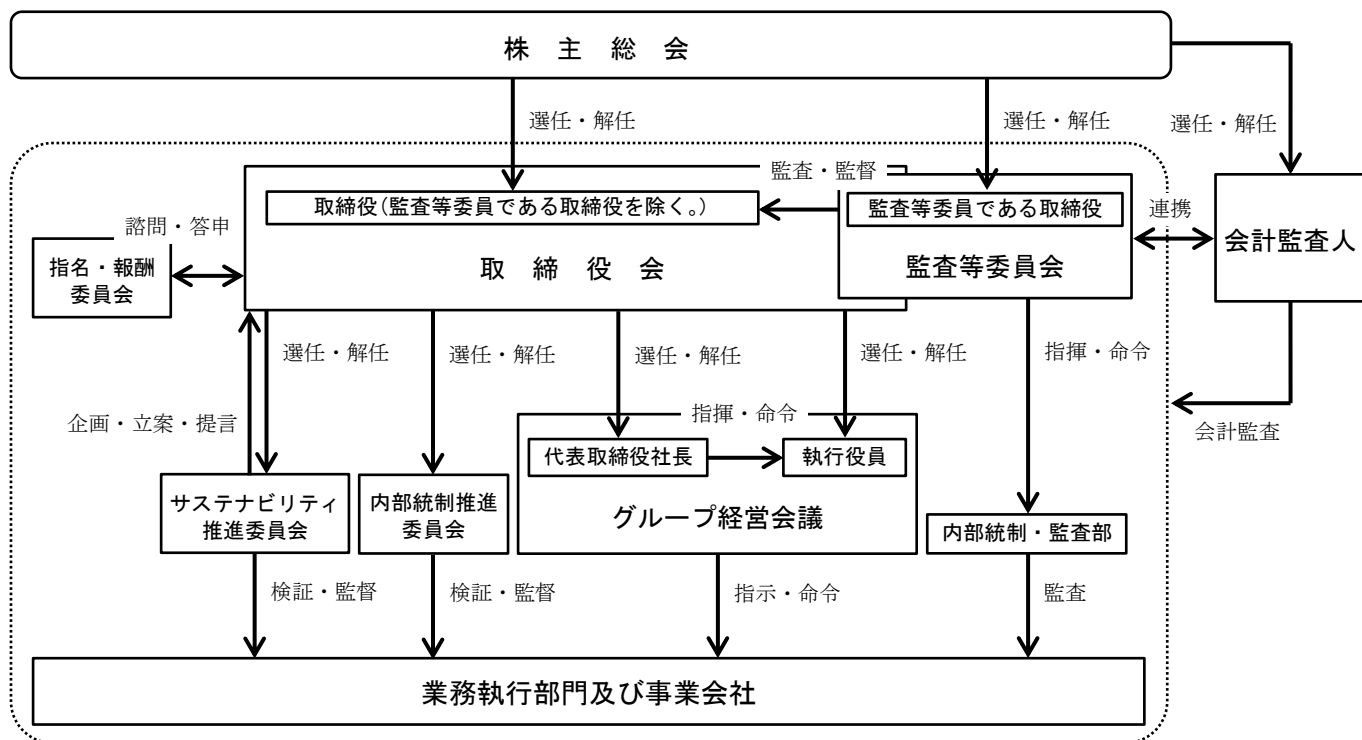 株 主 総 会
選任・解任
選任・解任
選任・解任
監査・監督
取締役(監査等委員である取締役を除く。)
監査等委員である取締役
連携
諮問・答申
会計監査人
指名・報酬
委員会
取 締 役 会
監査等委員会
選任・解任
選任・解任
選任・解任
選任・解任
指揮・命令
企画・立案・提言
指揮・命令
会計監査
代表取締役社長
執行役員
サステナビリティ
推進委員会
内部統制推進
委員会
グループ経営会議
内部統制・監査部
検証・監督
検証・監督
指示・命令
監査
業務執行部門及び事業会社